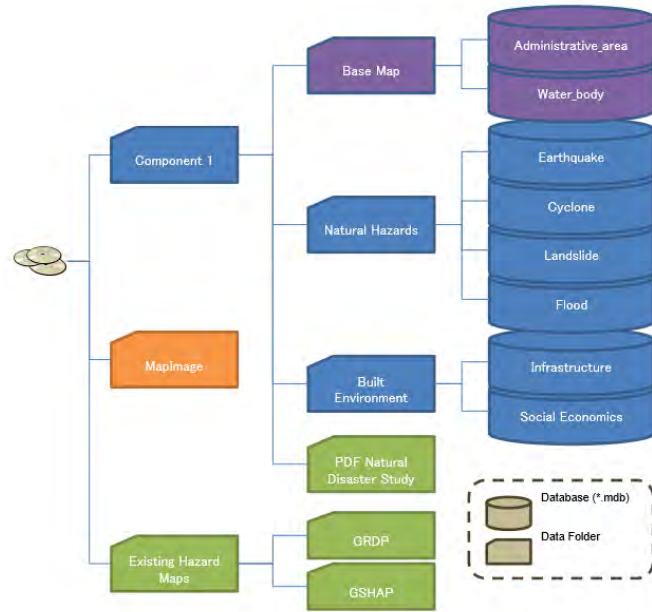 Administrative_area
Base Map
Water_body
Component 1
Earthquake
Cyclone
Natural Hazards
Landslide
Flood
MapImage
Infrastructure
Built
Environment
Social Economics
PDF Natural
Disaster Study
Database (*.mdb)
Data Folder
GRDP
Existing Hazard
Maps
GSHAP